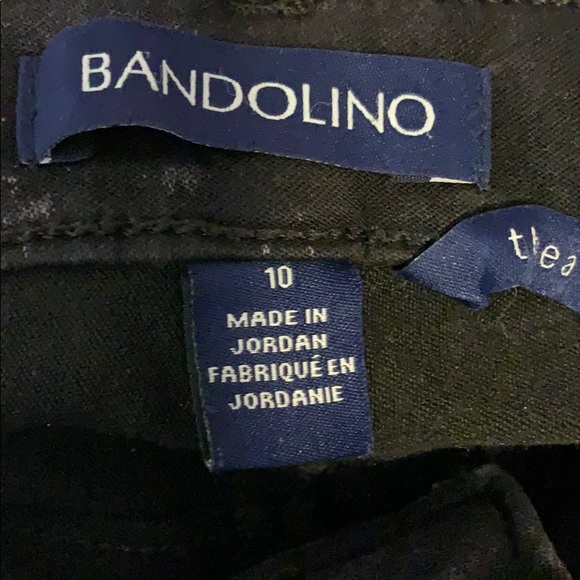 BANDOLINO
10
MADE IN
JORDAN
FABRIQUÉ EN
JORDANIE